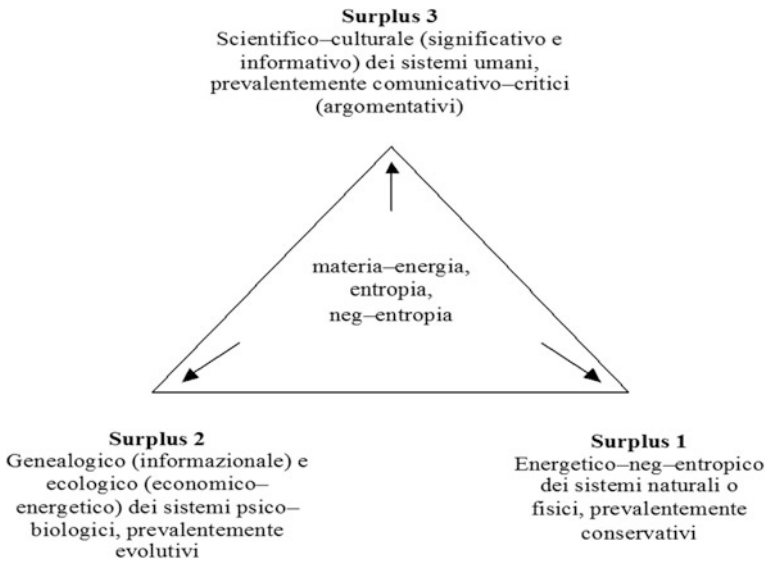 Surplus 3
Scientifico–culturale (significativo e
informativo) dei sistemi umani,
prevalentemente comunicativo–critici
(argomentativi)
materia–energia,
entropia,
neg–entropia
Surplus 2
Genealogico (informazionale) e
ecologico (economico–
energetico) dei sistemi psico–
biologici, prevalentemente
evolutivi
Surplus 1
Energetico–neg–entropico
dei sistemi naturali o
fisici, prevalentemente
conservativi